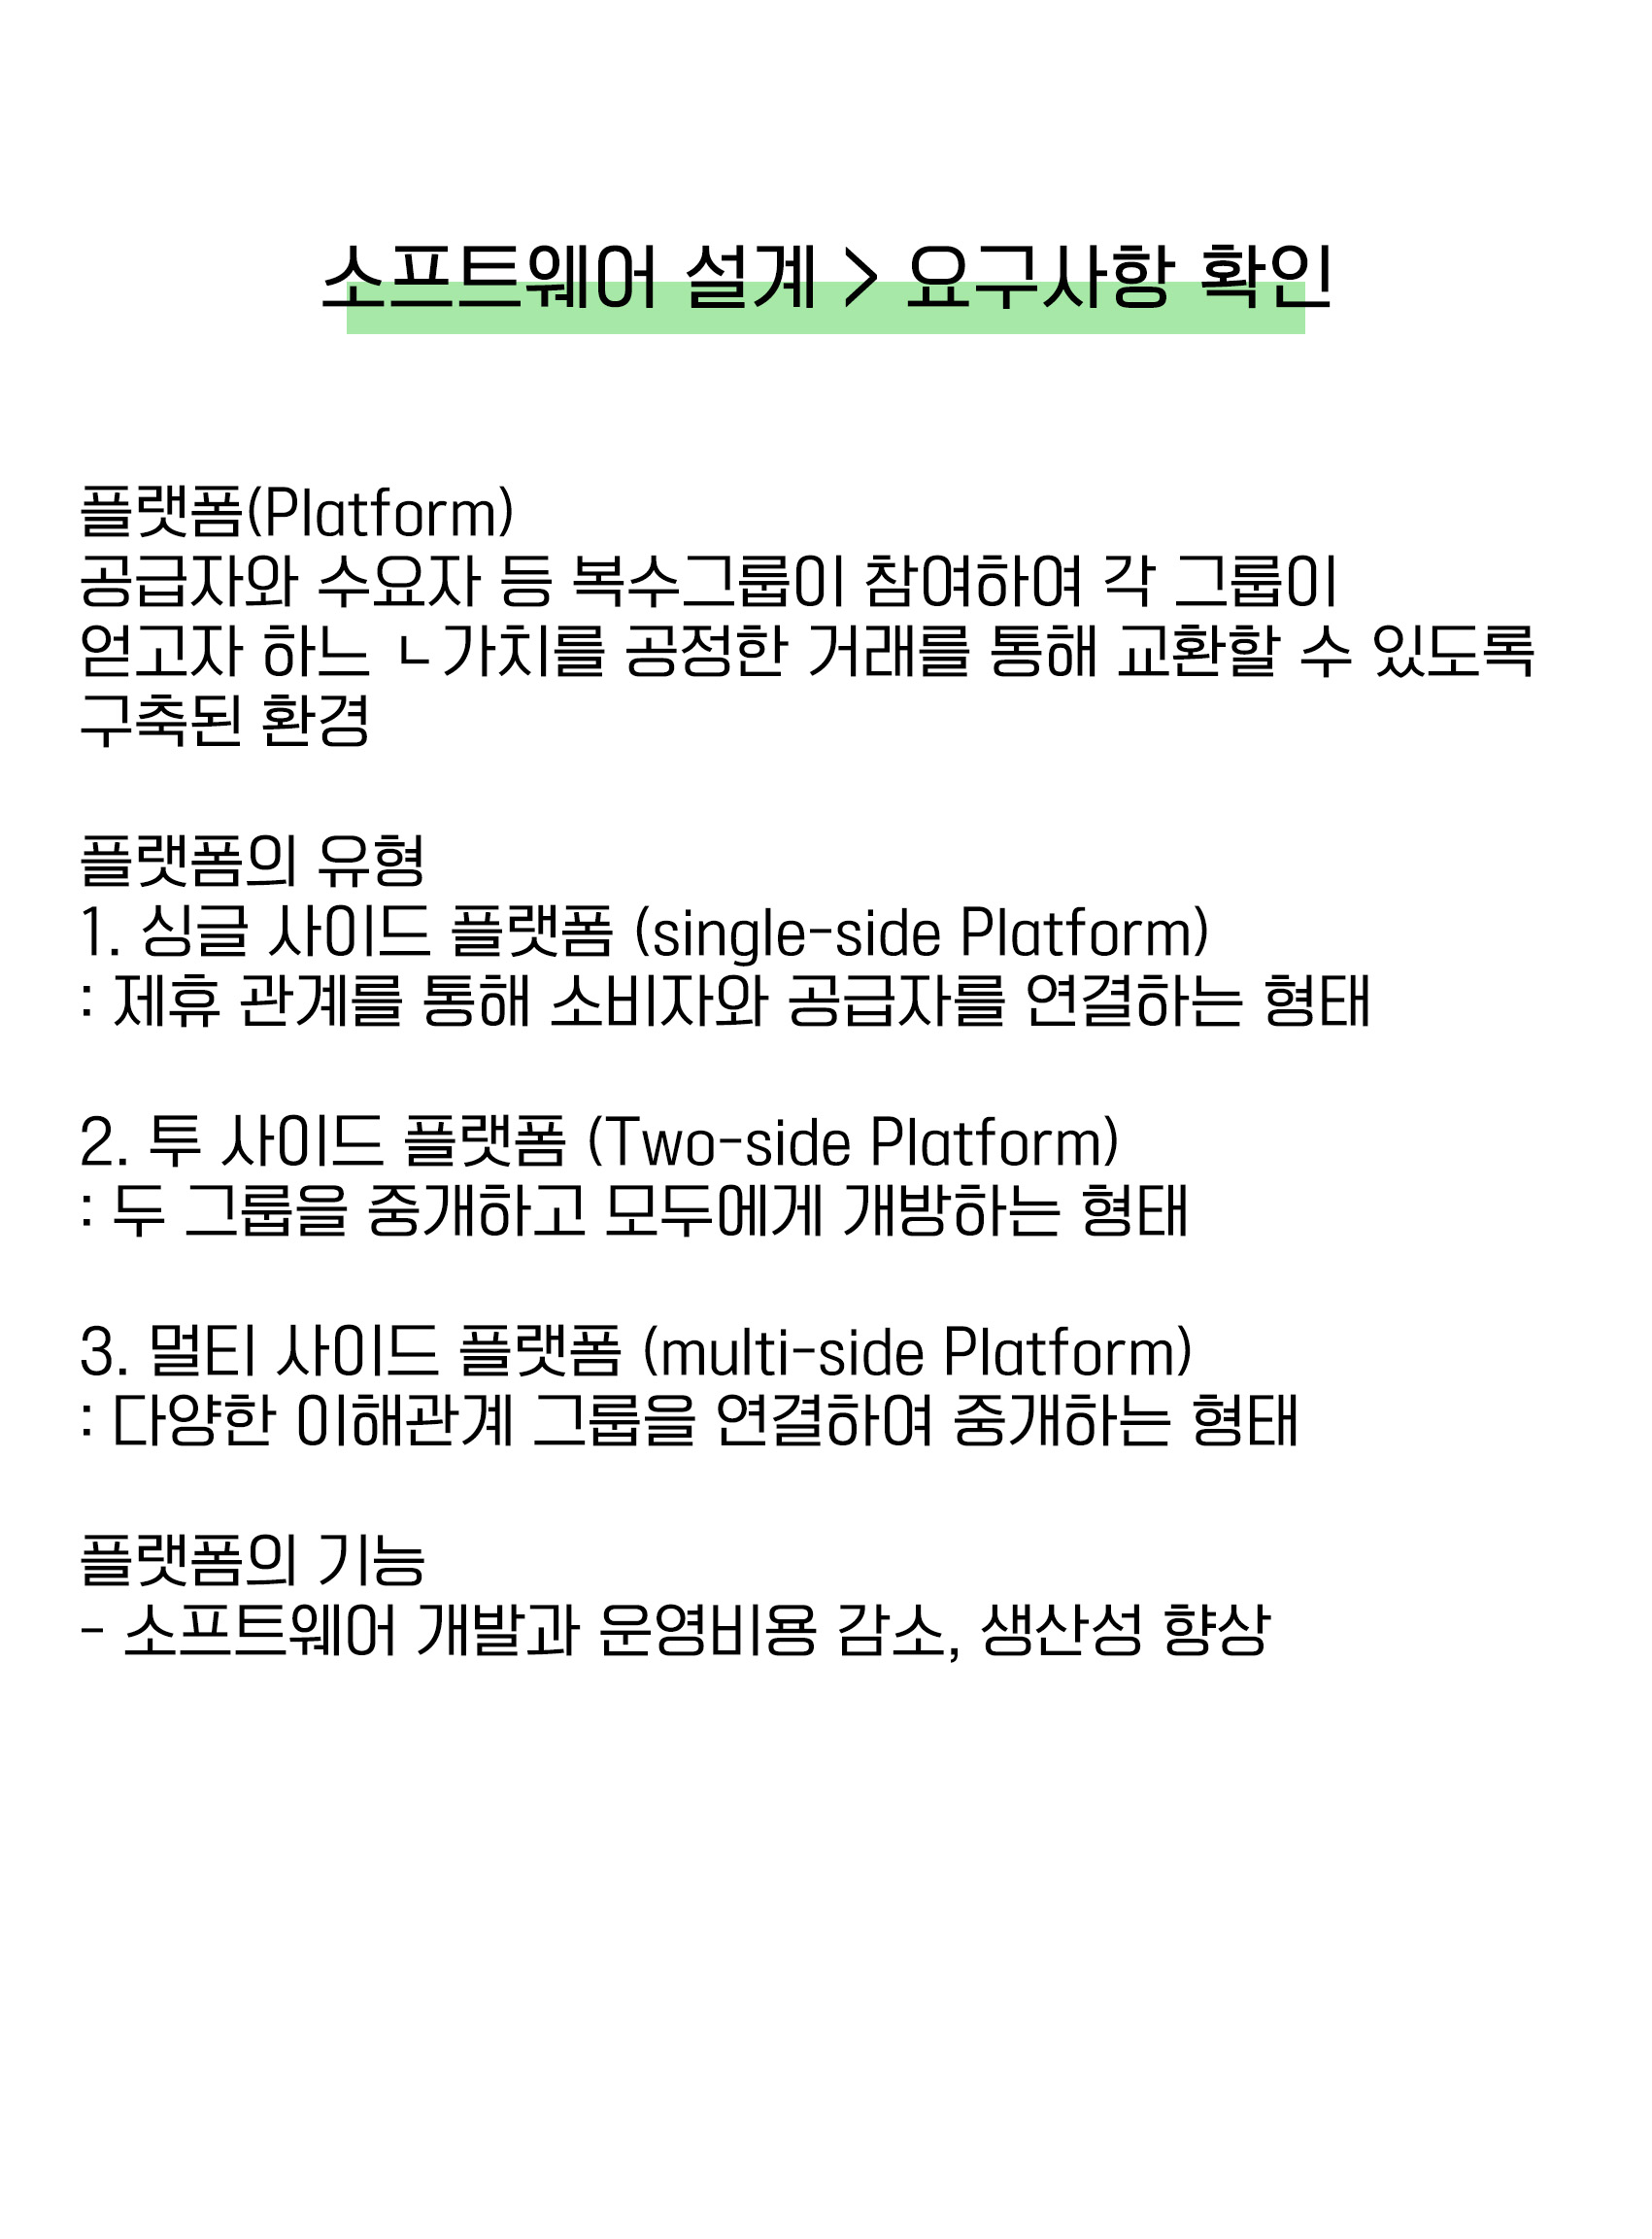 소프트웨어 설계 > 요구사항 확인
플랫폼(Platform)
공급자와 수요자 등 복수그룹이 참여하여 각 그룹이
얻고자 하느 ㄴ가치를 공정한 거래를 통해 교환할 수 있도록
구축된 환경
플랫폼의 유형
1. 싱글 사이드 플랫폼 (single-side Platform)
: 제휴 관계를 통해 소비자와 공급자를 연결하는 형태
2. 투 사이드 플랫폼 (Two-side Platform)
: 두 그룹을 중개하고 모두에게 개방하는 형태
3. 멀티 사이드 플랫폼 (multi-side Platform)
: 다양한 이해관계 그룹을 연결하여 중개하는 형태
플랫폼의 기능
- 소프트웨어 개발과 운영비용 감소, 생산성 향상